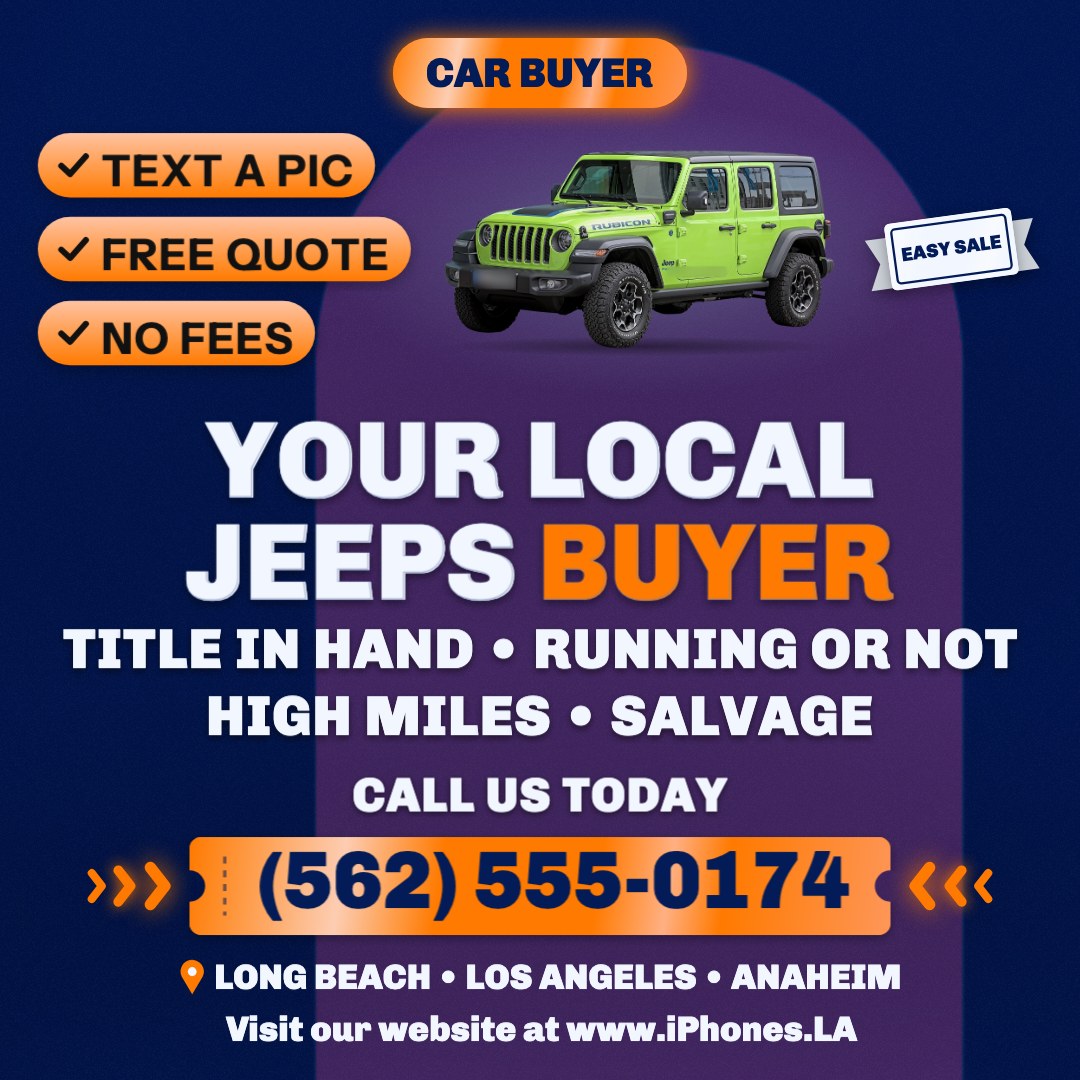 CAR BUYER
TEXT A PIC
FREE QUOTE
NO FEES
RUBICON
Jeep
EASY SALE
YOUR LOCAL
JEEPS BUYER
TITLE IN HAND • RUNNING OR NOT
HIGH MILES • SALVAGE
CALL US TODAY
(562) 555-0174
LONG BEACH • LOS ANGELES • ANAHEIM
Visit our website at www.iPhones.LA